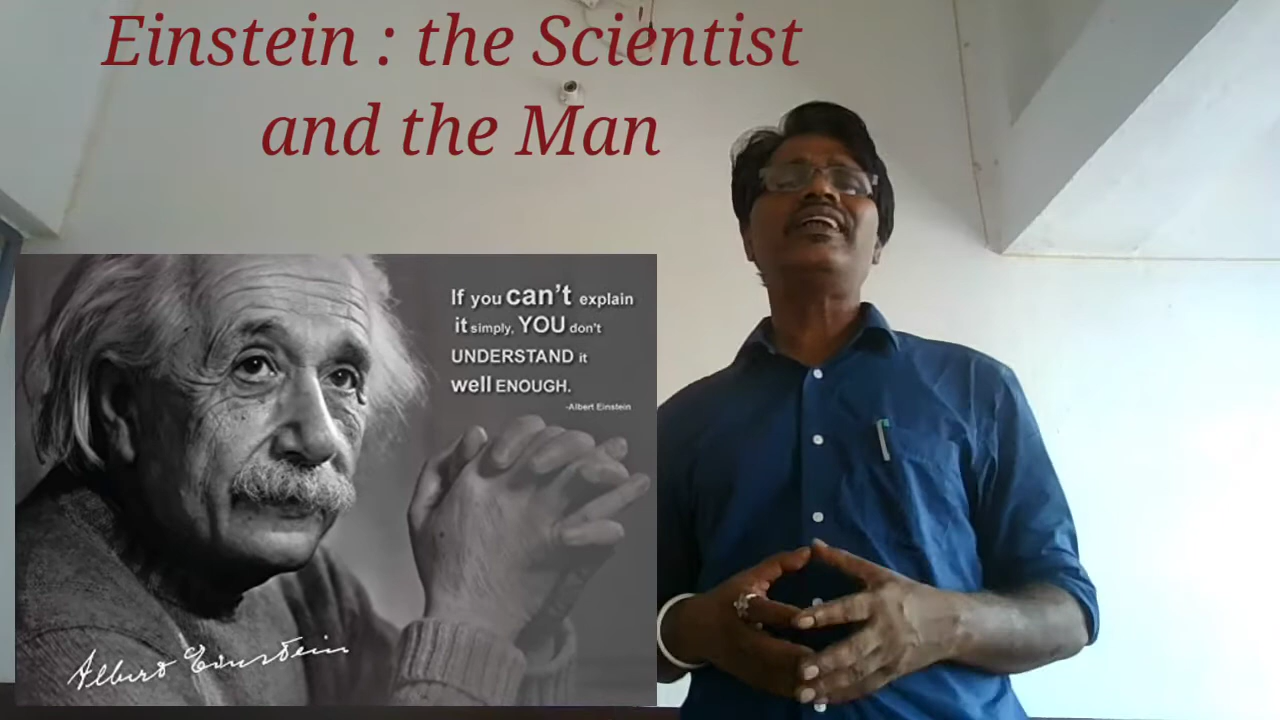 Einstein : the Scientist
and the Man
If you can't explain
it simply, YOU don't
UNDERSTAND it
well ENOUGH.
-Albert Einstein
Albert Einstein